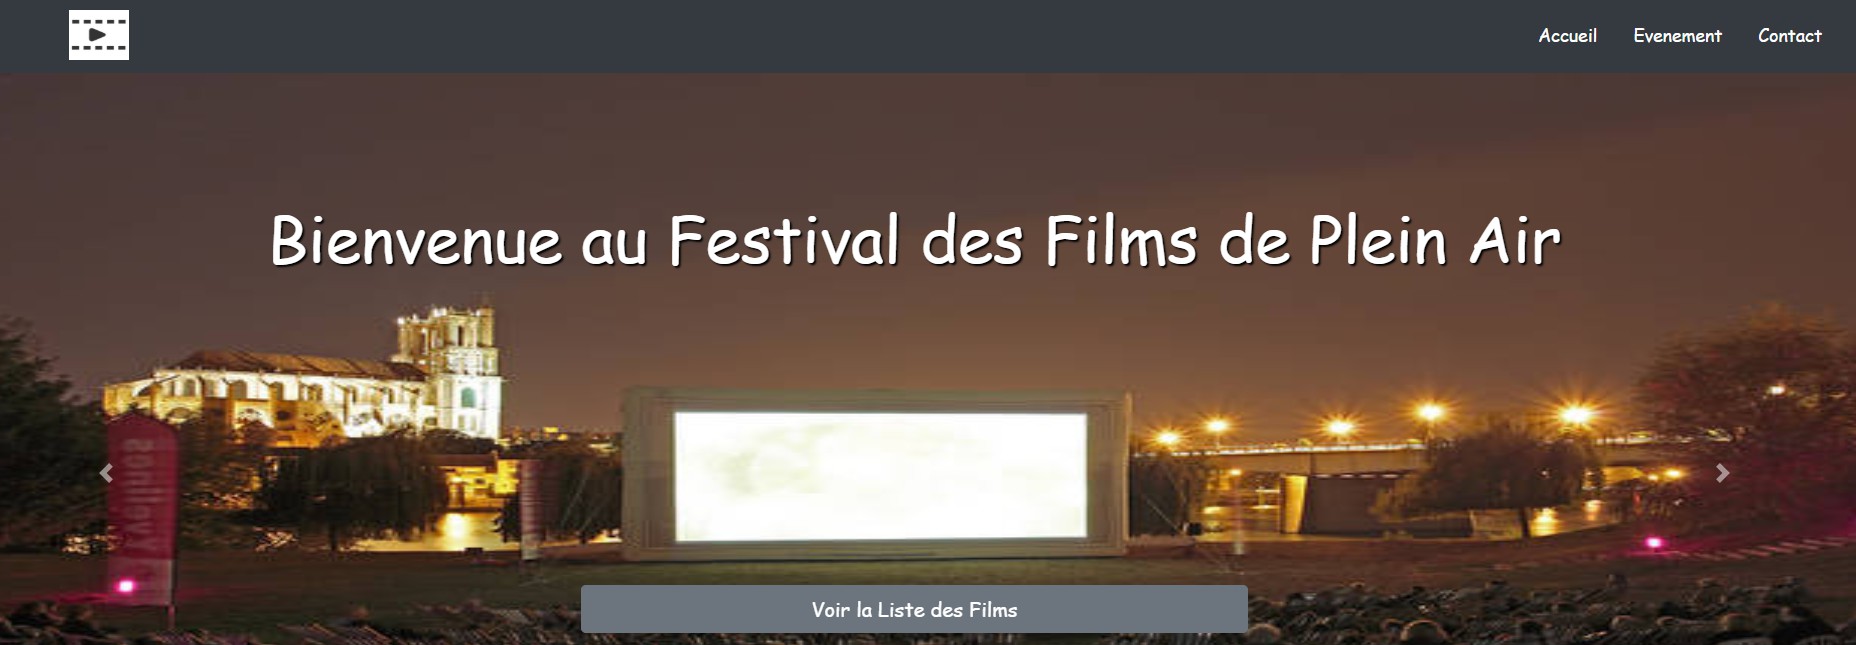 Accueil
Evenement
Contact
Bienvenue au Festival des Films de Plein Air
Voir la Liste des Films